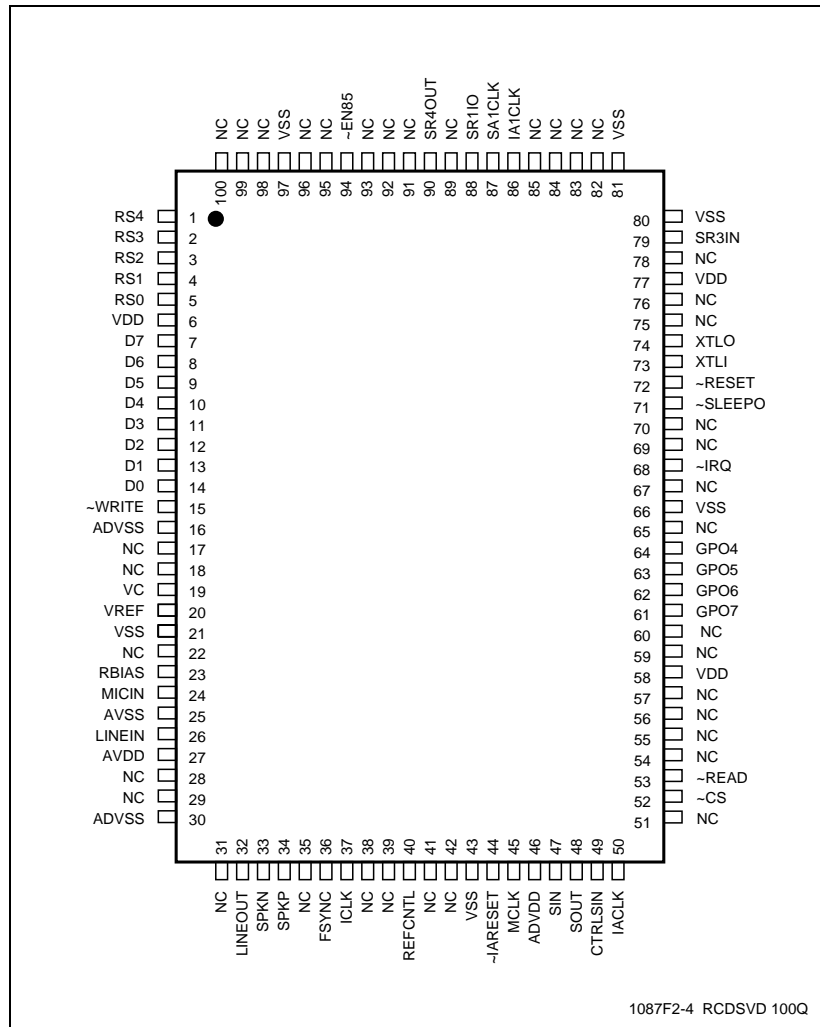 NC
NC
NC
VSS
NC
NC
~EN85
NC
NC
NC
SR4OUT
NC
SR1IO
SA1CLK
IA1CLK
NC
NC
NC
NC
VSS
100 99 98 97 96 95 94 93 92 91 90 89 88 87 86 85 84 83 82 81
RS4 1
RS3 2
RS2 3
RS1 4
RS0 5
VDD 6
D7 7
D6 8
D5 9
D4 10
D3 11
D2 12
D1 13
D0 14
~WRITE 15
ADVSS 16
NC 17
NC 18
VC 19
VREF 20
VSS 21
NC 22
RBIAS 23
MICIN 24
AVSS 25
LINEIN 26
AVDD 27
NC 28
NC 29
ADVSS 30
80 VSS
79 SR3IN
78 NC
77 VDD
76 NC
75 NC
74 XTLO
73 XTLI
72 ~RESET
71 ~SLEEPO
70 NC
69 NC
68 ~IRQ
67 NC
66 VSS
65 NC
64 GPO4
63 GPO5
62 GPO6
61 GPO7
60 NC
59 NC
58 VDD
57 NC
56 NC
55 NC
54 NC
53 ~READ
52 ~CS
51 NC
31 32 33 34 35 36 37 38 39 40 41 42 43 44 45 46 47 48 49 50
NC
LINEOUT
SPKN
SPKP
NC
FSYNC
ICLK
NC
NC
REFCNTL
NC
NC
VSS
~IARESET
MCLK
ADVDD
SIN
SOUT
CTRLSIN
IACLK
1087F2-4 RCDSVD 100Q